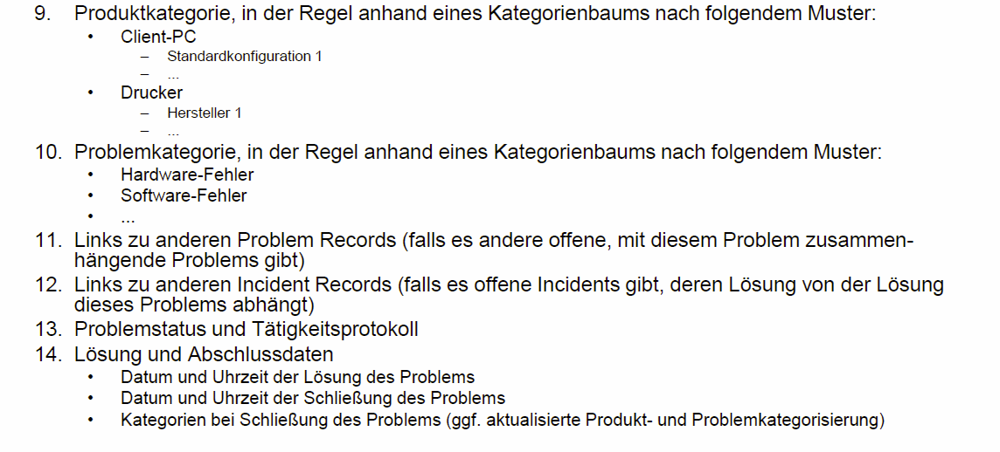 9. Produktkategorie, in der Regel anhand eines Kategorienbaums nach folgendem Muster:
• Client-PC
– Standardkonfiguration 1
– ...
• Drucker
– Hersteller 1
– ...
10. Problemkategorie, in der Regel anhand eines Kategorienbaums nach folgendem Muster:
• Hardware-Fehler
• Software-Fehler
• ...
11. Links zu anderen Problem Records (falls es andere offene, mit diesem Problem zusammen-
hängende Problems gibt)
12. Links zu anderen Incident Records (falls es offene Incidents gibt, deren Lösung von der Lösung
dieses Problems abhängt)
13. Problemstatus und Tätigkeitsprotokoll
14. Lösung und Abschlussdaten
• Datum und Uhrzeit der Lösung des Problems
• Datum und Uhrzeit der Schließung des Problems
• Kategorien bei Schließung des Problems (ggf. aktualisierte Produkt- und Problemkategorisierung)